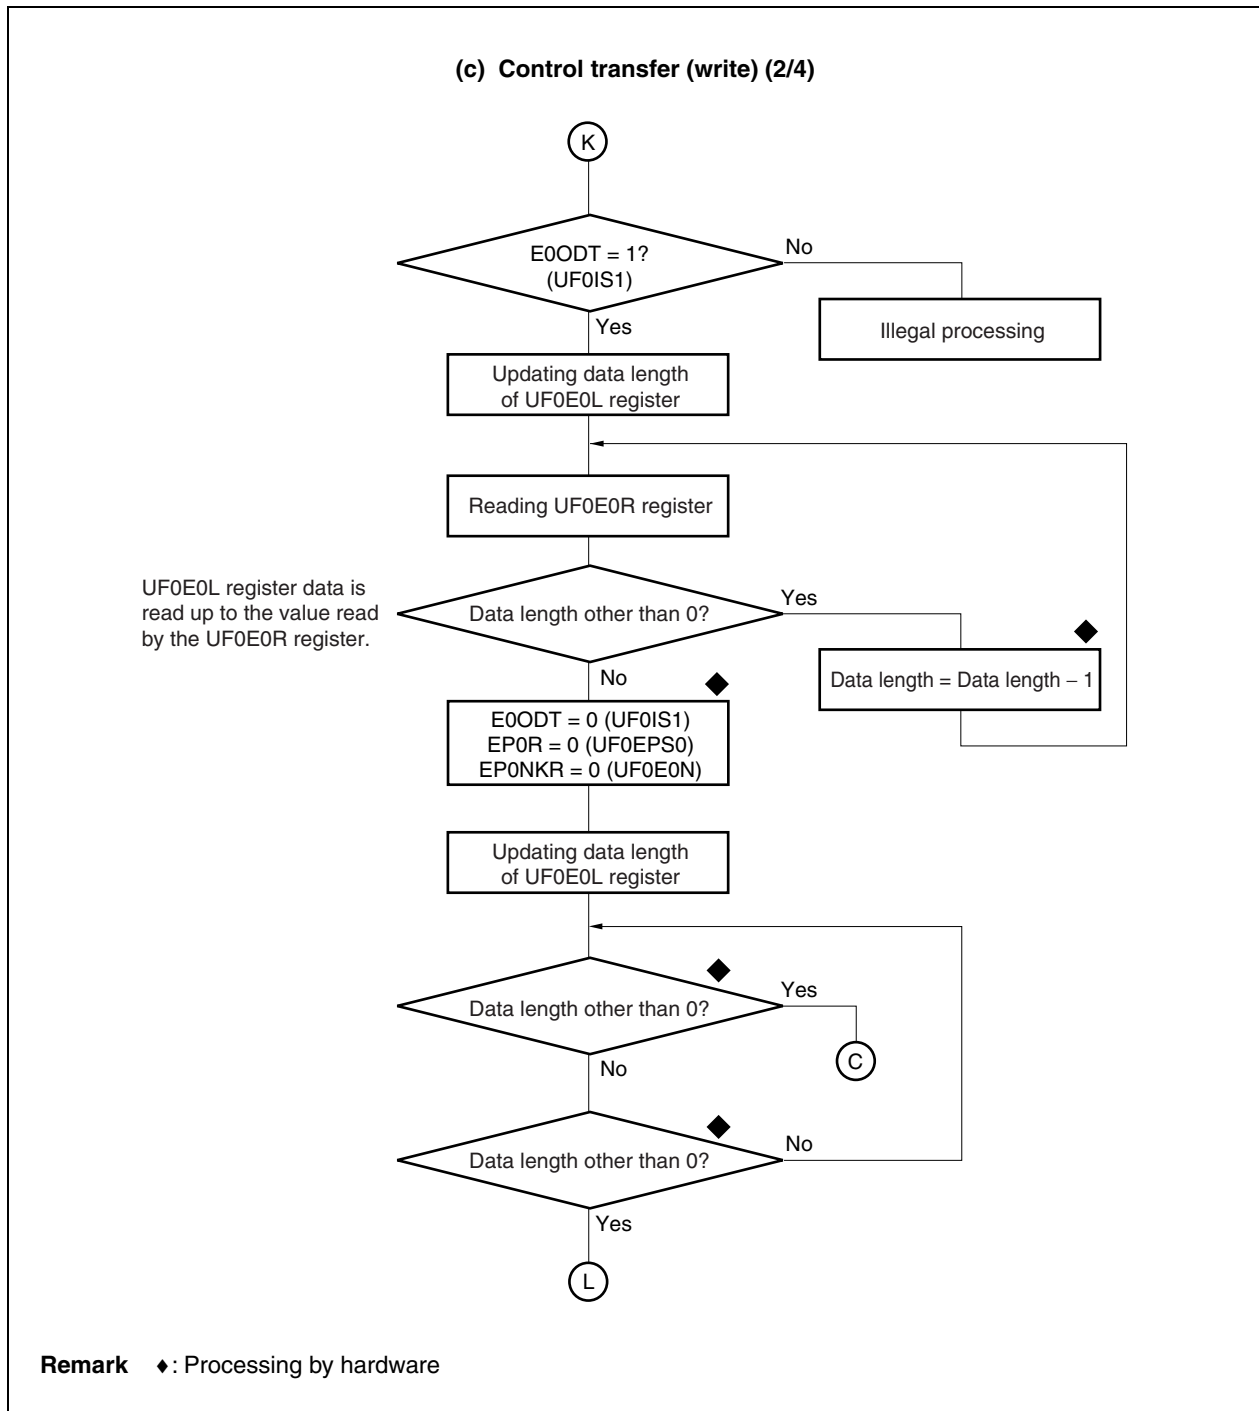 (c) Control transfer (write) (2/4)
K
E0ODT = 1?
(UF0IS1)
No
Illegal processing
Yes
Updating data length
of UF0E0L register
Reading UF0E0R register
UF0E0L register data is
read up to the value read
by the UF0E0R register.
Data length other than 0?
Yes
Data length = Data length − 1
No
E0ODT = 0 (UF0IS1)
EP0R = 0 (UF0EPS0)
EP0NKR = 0 (UF0E0N)
Updating data length
of UF0E0L register
Data length other than 0?
Yes
C
No
Data length other than 0?
No
Yes
L
Remark ♦: Processing by hardware